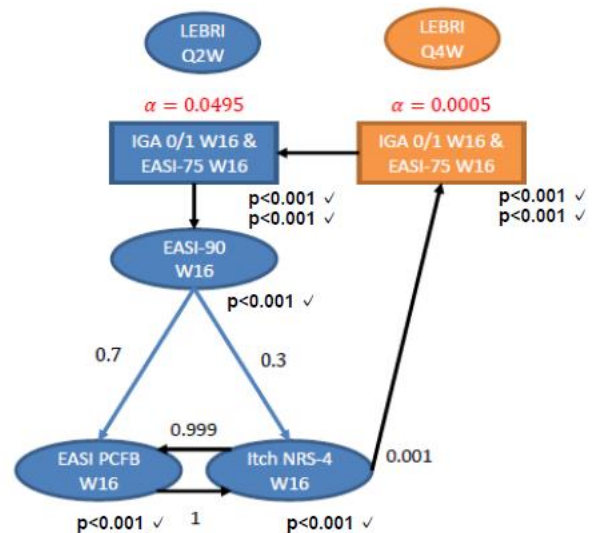 LEBRI
Q2W
LEBRI
Q4W
α = 0.0495
α = 0.0005
IGA 0/1 W16 &
EASI-75 W16
IGA 0/1 W16 &
EASI-75 W16
p<0.001 ✓
p<0.001 ✓
p<0.001 ✓
p<0.001 ✓
EASI-90
W16
p<0.001 ✓
0.7
0.3
0.999
EASI PCFB
W16
Itch NRS-4
W16
0.001
p<0.001 ✓
1
p<0.001 ✓